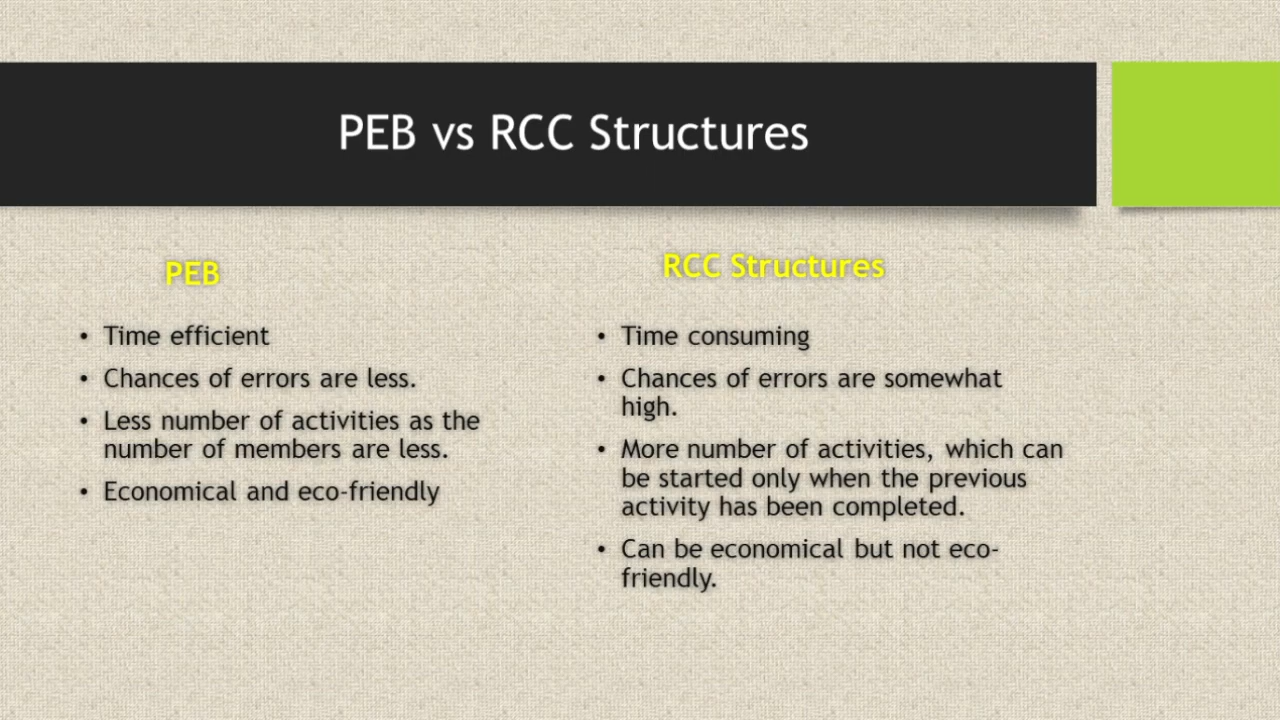 PEB vs RCC Structures
PEB
• Time efficient
• Chances of errors are less.
• Less number of activities as the
number of members are less.
• Economical and eco-friendly
RCC Structures
• Time consuming
• Chances of errors are somewhat
high.
• More number of activities, which can
be started only when the previous
activity has been completed.
• Can be economical but not eco-
friendly.